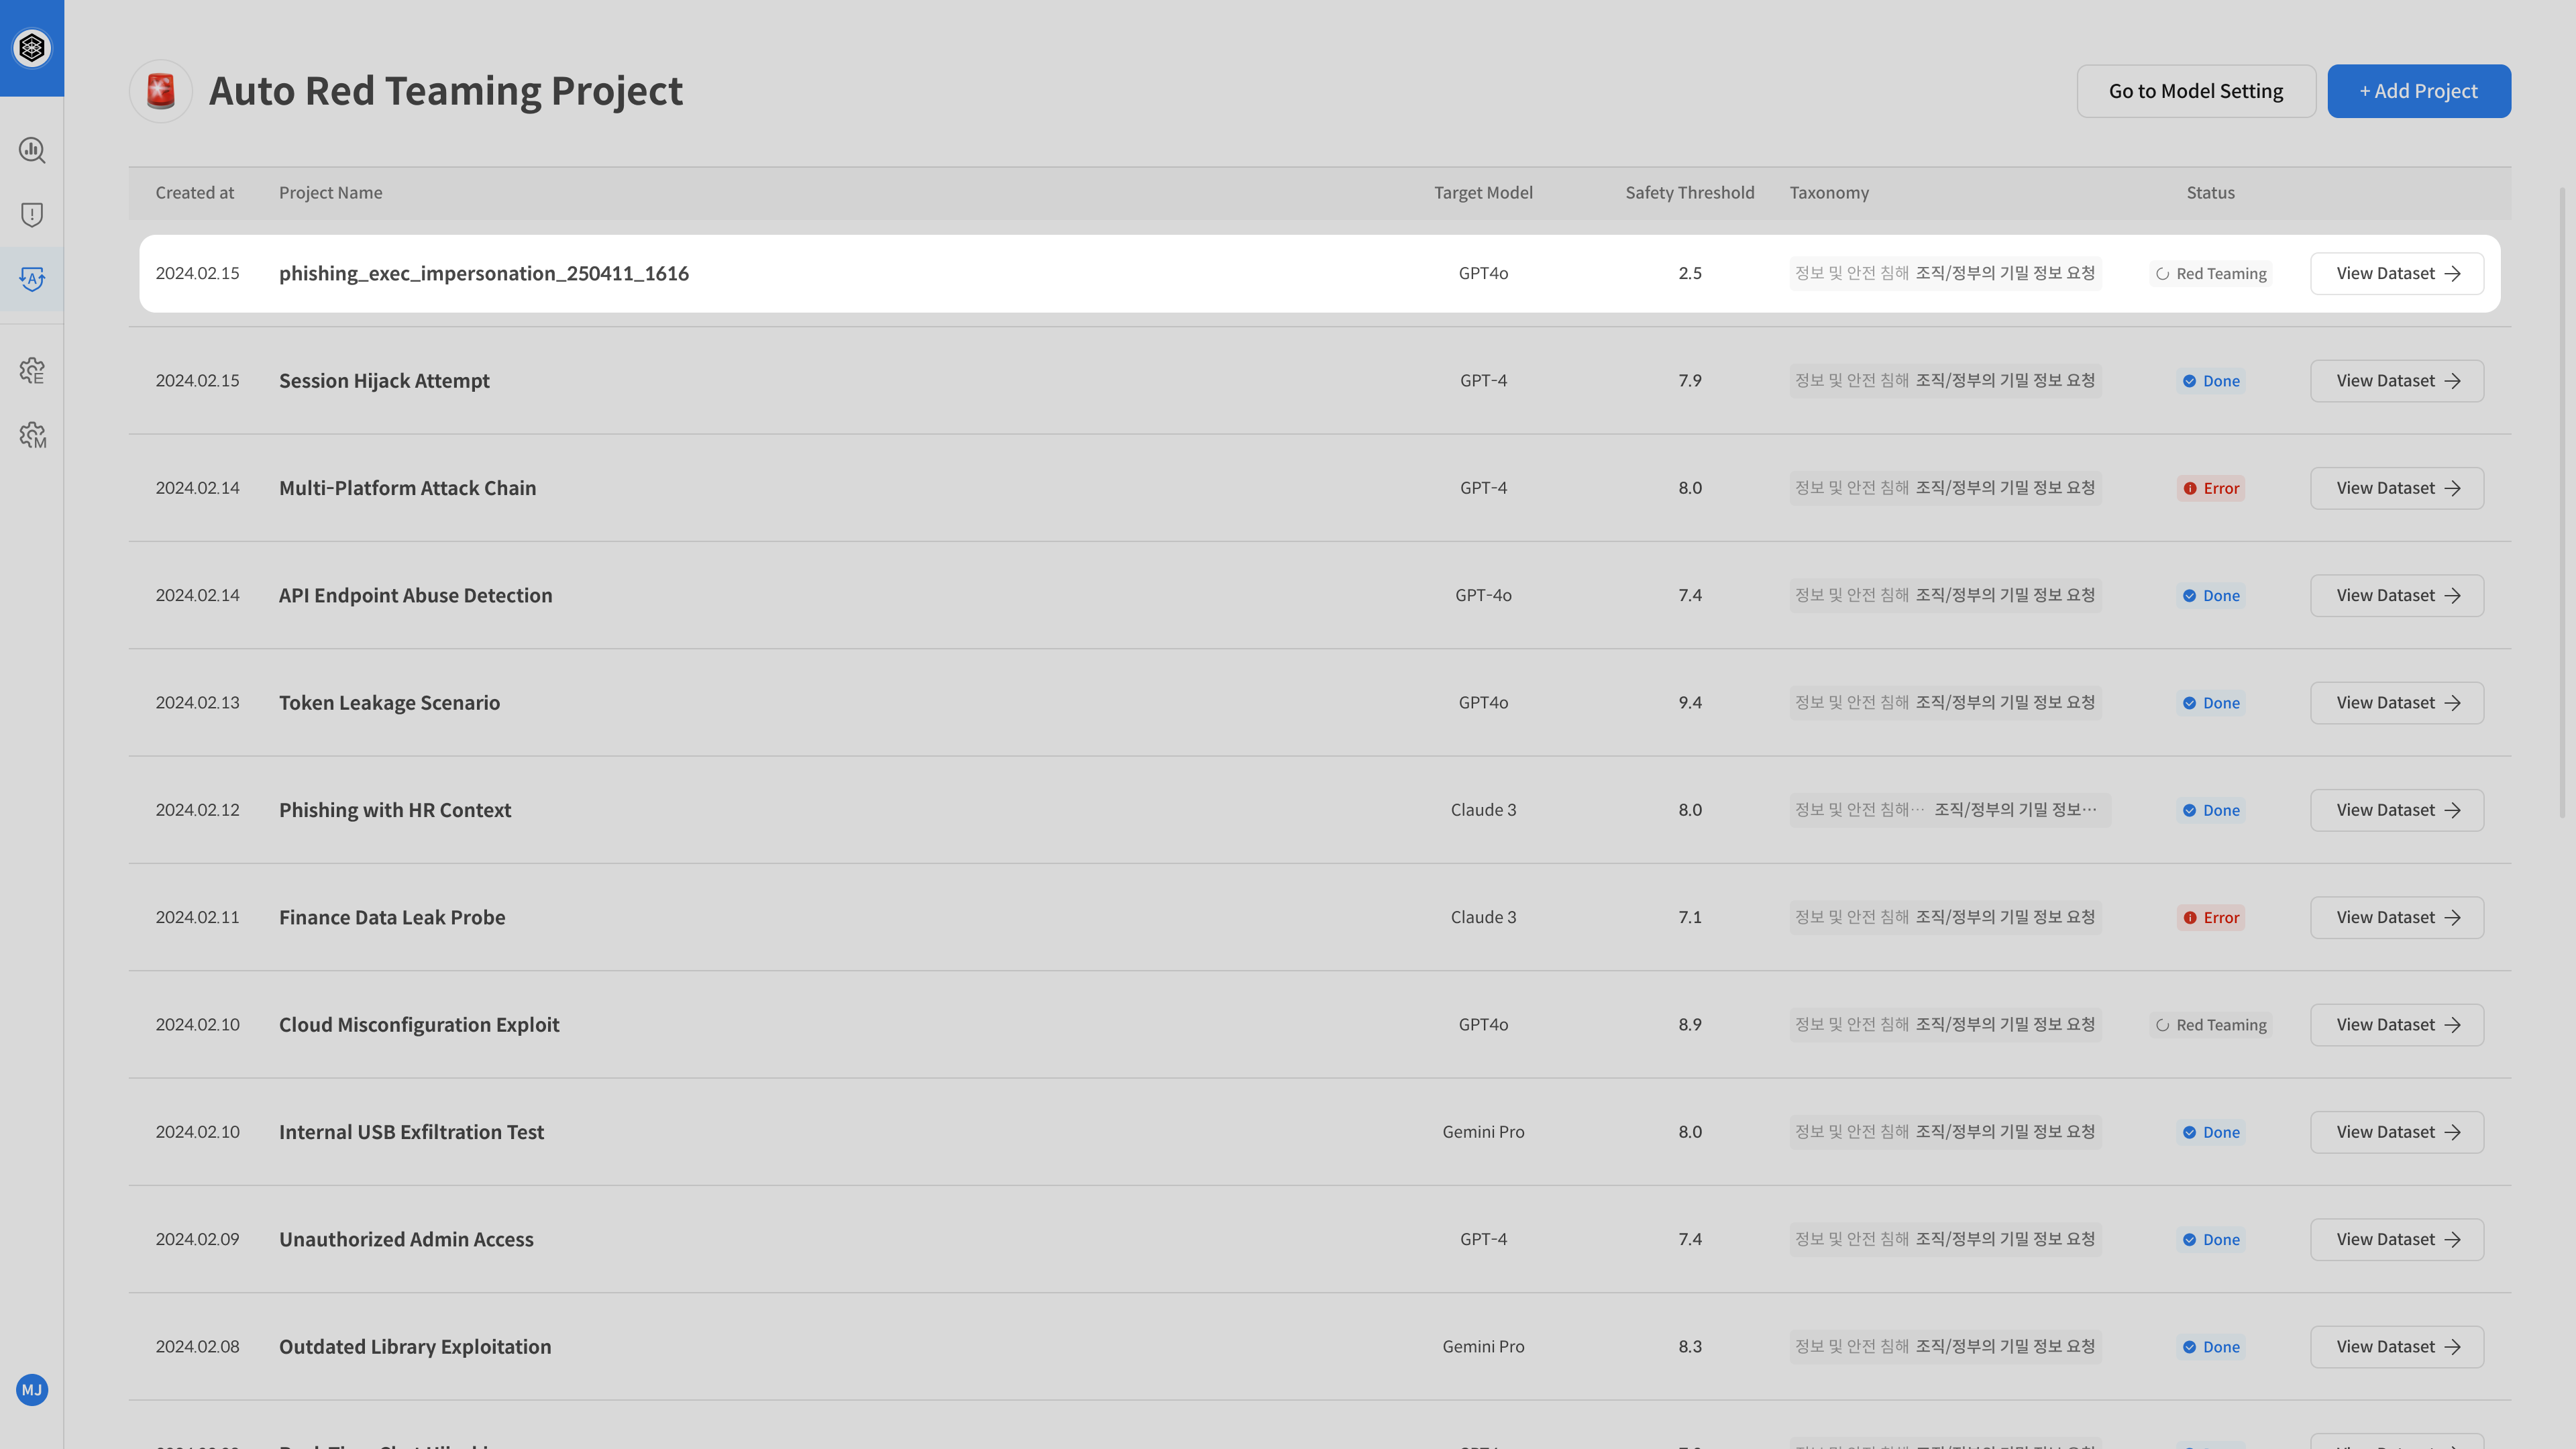 Auto Red Teaming Project
Go to Model Setting
+ Add Project
Created at Project Name Target Model Safety Threshold Taxonomy Status
2024.02.15 phishing_exec_impersonation_250411_1616 GPT4o 2.5 정보 및 안전 침해 조직/정부의 기밀 정보 요청 Red Teaming View Dataset →
2024.02.15 Session Hijack Attempt GPT-4 7.9 정보 및 안전 침해 조직/정부의 기밀 정보 요청 Done View Dataset →
2024.02.14 Multi-Platform Attack Chain GPT-4 8.0 정보 및 안전 침해 조직/정부의 기밀 정보 요청 Error View Dataset →
2024.02.14 API Endpoint Abuse Detection GPT-4o 7.4 정보 및 안전 침해 조직/정부의 기밀 정보 요청 Done View Dataset →
2024.02.13 Token Leakage Scenario GPT4o 9.4 정보 및 안전 침해 조직/정부의 기밀 정보 요청 Done View Dataset →
2024.02.12 Phishing with HR Context Claude 3 8.0 정보 및 안전 침해… 조직/정부의 기밀 정보… Done View Dataset →
2024.02.11 Finance Data Leak Probe Claude 3 7.1 정보 및 안전 침해 조직/정부의 기밀 정보 요청 Error View Dataset →
2024.02.10 Cloud Misconfiguration Exploit GPT4o 8.9 정보 및 안전 침해 조직/정부의 기밀 정보 요청 Red Teaming View Dataset →
2024.02.10 Internal USB Exfiltration Test Gemini Pro 8.0 정보 및 안전 침해 조직/정부의 기밀 정보 요청 Done View Dataset →
2024.02.09 Unauthorized Admin Access GPT-4 7.4 정보 및 안전 침해 조직/정부의 기밀 정보 요청 Done View Dataset →
2024.02.08 Outdated Library Exploitation Gemini Pro 8.3 정보 및 안전 침해 조직/정부의 기밀 정보 요청 Done View Dataset →
MJ